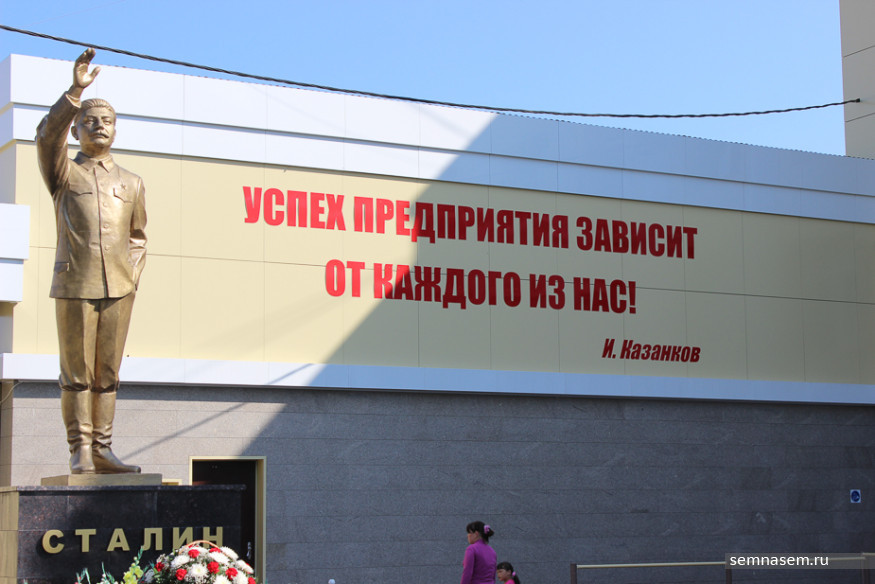 УСПЕХ ПРЕДПРИЯТИЯ ЗАВИСИТ
ОТ КАЖДОГО ИЗ НАС!
И. Казанков
СТАЛИН
semnasem.ru